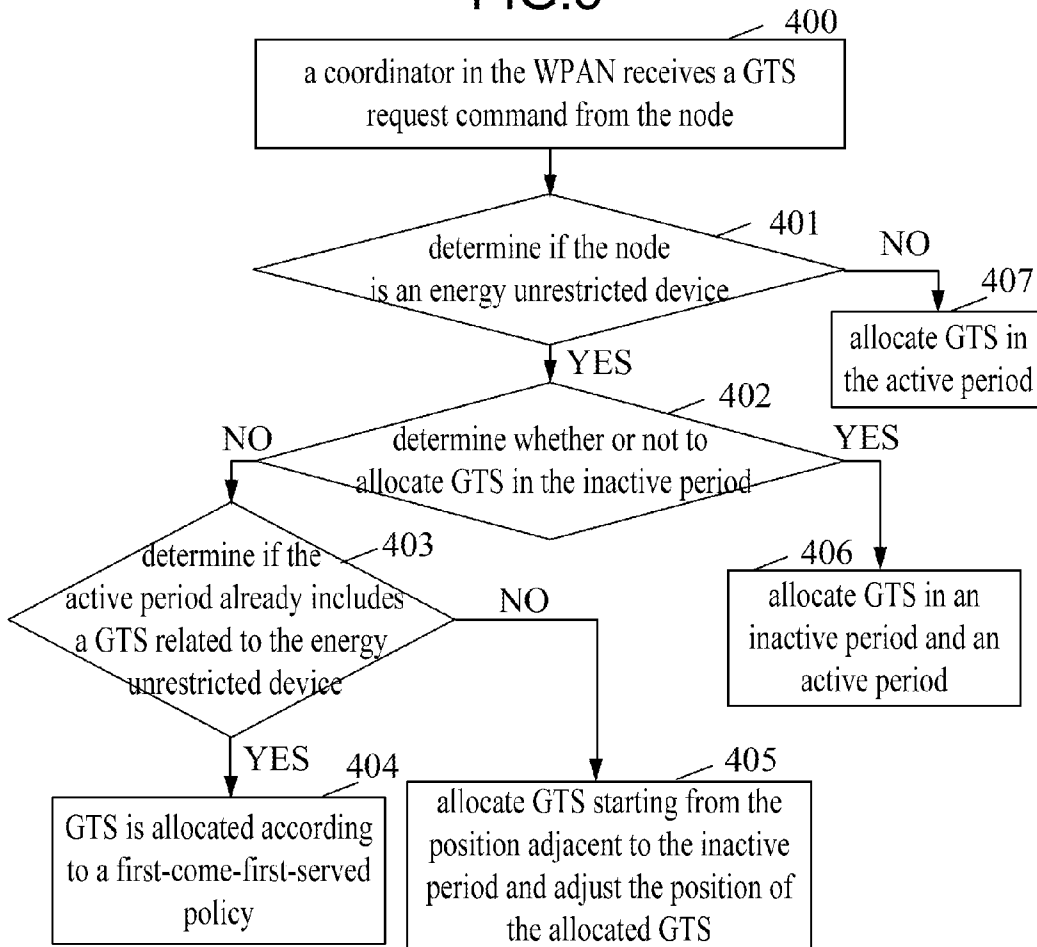 400
a coordinator in the WPAN receives a GTS
request command from the node
401
determine if the node
is an energy unrestricted device
NO
407
allocate GTS in
the active period
YES
402
determine whether or not to
allocate GTS in the inactive period
NO
YES
403
determine if the
active period already includes
a GTS related to the energy
unrestricted device
NO
406
allocate GTS in an
inactive period and an
active period
YES
404
GTS is allocated according
to a first-come-first-served
policy
405
allocate GTS starting from the
position adjacent to the inactive
period and adjust the position of
the allocated GTS